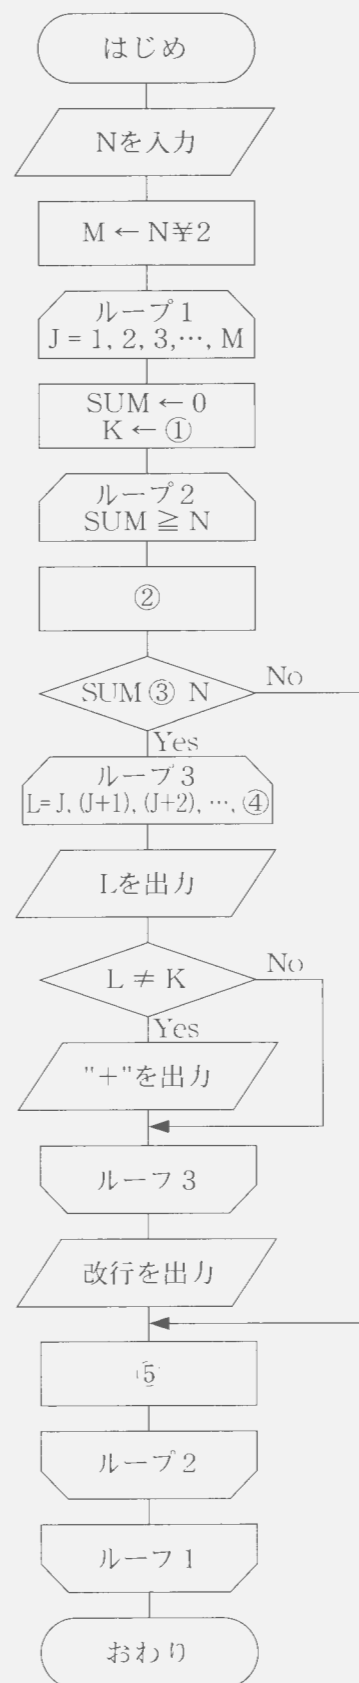 はじめ
Nを入力
M ← N￥2
ループ1
J = 1, 2, 3,…, M
SUM ← 0
K ← ①
ループ2
SUM ≧ N
②
SUM ③ N
No
Yes
ループ3
L= J, (J+1), (J+2), …, ④
Lを出力
L ≠ K
No
Yes
"+"を出力
ループ3
改行を出力
⑤
ループ2
ループ1
おわり